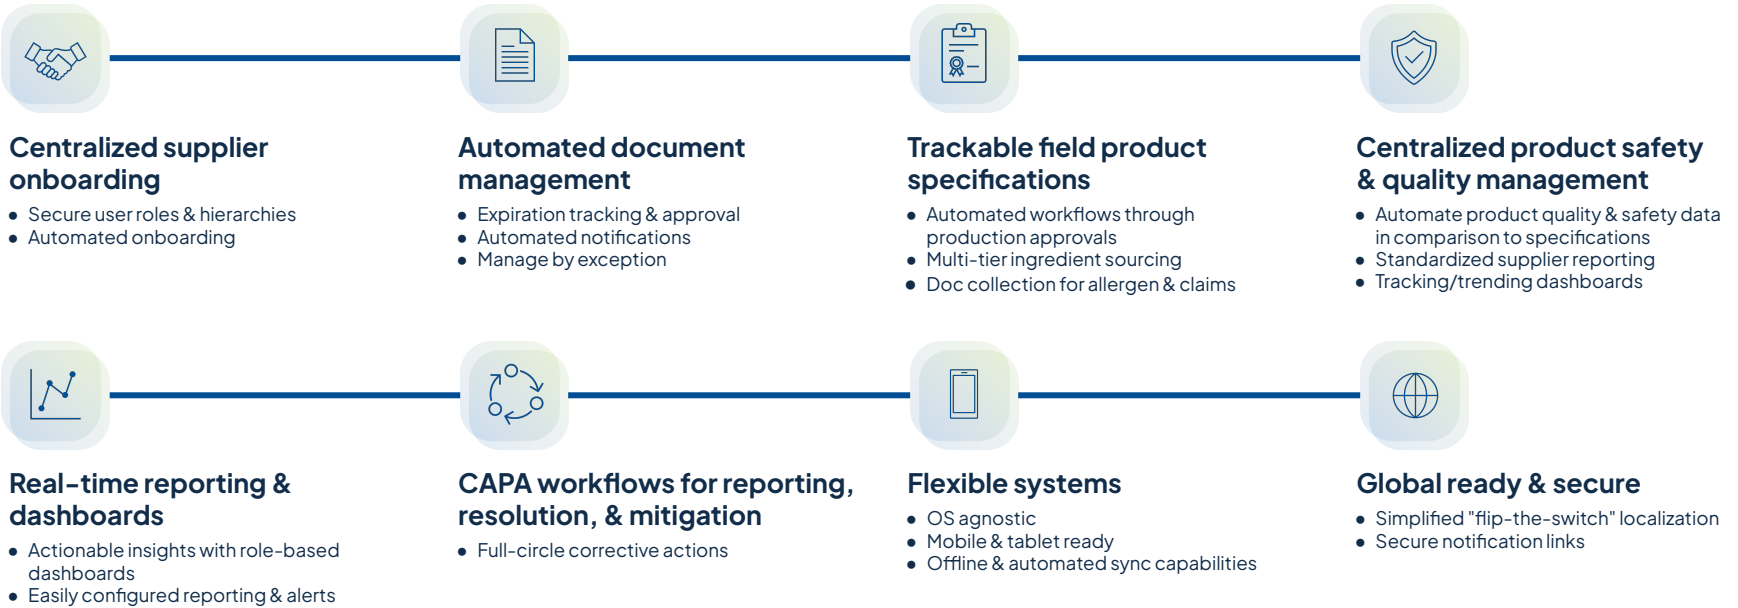 Centralized supplier
onboarding
• Secure user roles & hierarchies
• Automated onboarding
Automated document
management
• Expiration tracking & approval
• Automated notifications
• Manage by exception
Trackable field product
specifications
• Automated workflows through
production approvals
• Multi-tier ingredient sourcing
• Doc collection for allergen & claims
Centralized product safety
& quality management
• Automate product quality & safety data
in comparison to specifications
• Standardized supplier reporting
• Tracking/trending dashboards
Real-time reporting &
dashboards
• Actionable insights with role-based
dashboards
• Easily configured reporting & alerts
CAPA workflows for reporting,
resolution, & mitigation
• Full-circle corrective actions
Flexible systems
• OS agnostic
• Mobile & tablet ready
• Offline & automated sync capabilities
Global ready & secure
• Simplified "flip-the-switch" localization
• Secure notification links